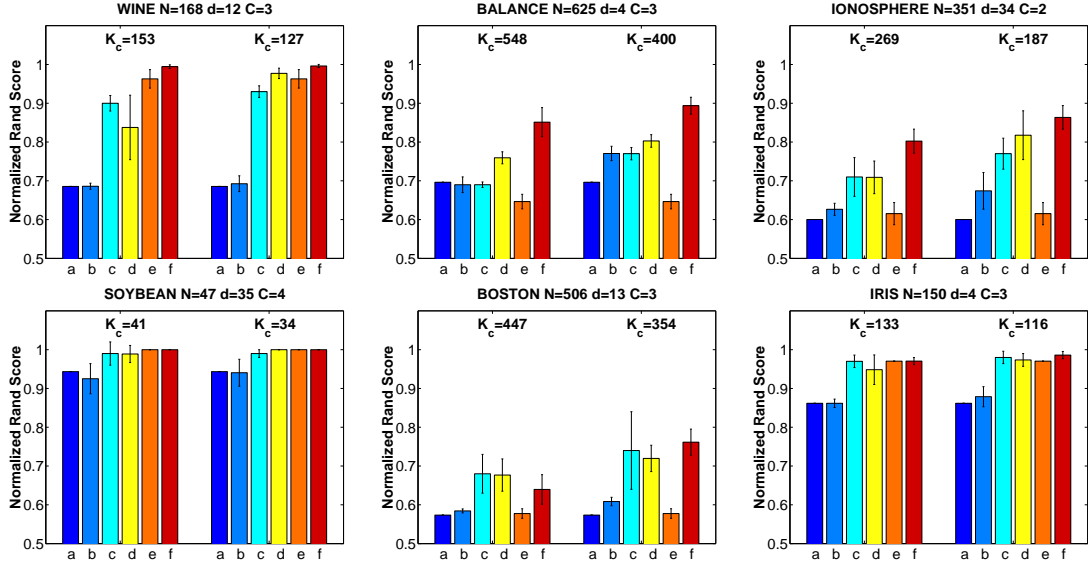 WINE N=168 d=12 C=3
K_c=153
K_c=127
Normalized Rand Score
1
0.9
0.8
0.7
0.6
0.5
a b c d e f
a b c d e f
BALANCE N=625 d=4 C=3
K_c=548
K_c=400
Normalized Rand Score
1
0.9
0.8
0.7
0.6
0.5
a b c d e f
a b c d e f
IONOSPHERE N=351 d=34 C=2
K_c=269
K_c=187
Normalized Rand Score
1
0.9
0.8
0.7
0.6
0.5
a b c d e f
a b c d e f
SOYBEAN N=47 d=35 C=4
K_c=41
K_c=34
Normalized Rand Score
1
0.9
0.8
0.7
0.6
0.5
a b c d e f
a b c d e f
BOSTON N=506 d=13 C=3
K_c=447
K_c=354
Normalized Rand Score
1
0.9
0.8
0.7
0.6
0.5
a b c d e f
a b c d e f
IRIS N=150 d=4 C=3
K_c=133
K_c=116
Normalized Rand Score
1
0.9
0.8
0.7
0.6
0.5
a b c d e f
a b c d e f